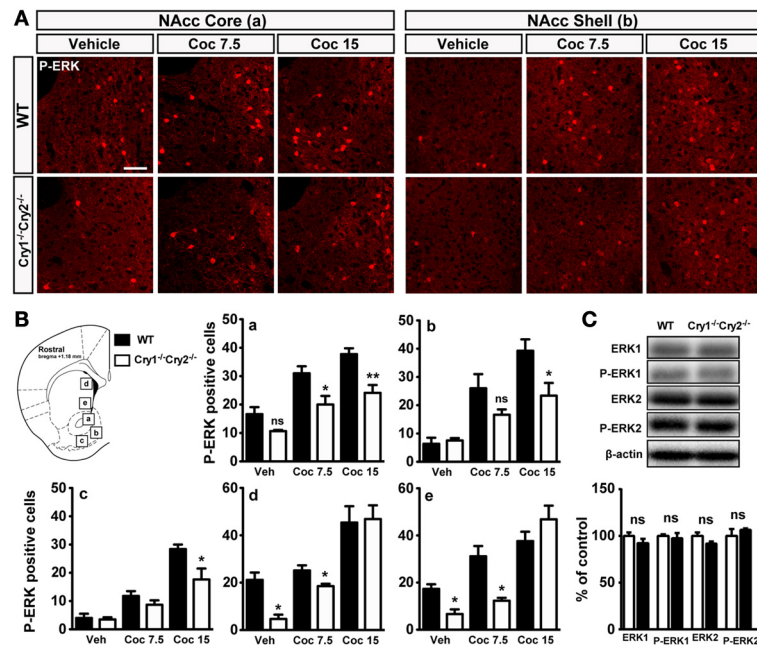 A
NAcc Core (a)
NAcc Shell (b)
Vehicle
Coc 7.5
Coc 15
Vehicle
Coc 7.5
Coc 15
P-ERK
WT
Cry1-/-Cry2-/-
B
Rostral
bregma +1.18 mm
d
e
a
b
c
WT
Cry1-/-Cry2-/-
a
P-ERK positive cells
40
30
20
10
0
ns
*
**
Veh
Coc 7.5
Coc 15
b
40
30
20
10
0
ns
*
Veh
Coc 7.5
Coc 15
C
WT
Cry1-/-Cry2-/-
ERK1
P-ERK1
ERK2
P-ERK2
β-actin
c
P-ERK positive cells
40
30
20
10
0
*
Veh
Coc 7.5
Coc 15
d
60
40
20
0
*
*
Veh
Coc 7.5
Coc 15
e
60
40
20
0
*
*
Veh
Coc 7.5
Coc 15
% of control
150
100
50
0
ns
ns
ns
ns
ERK1
P-ERK1
ERK2
P-ERK2